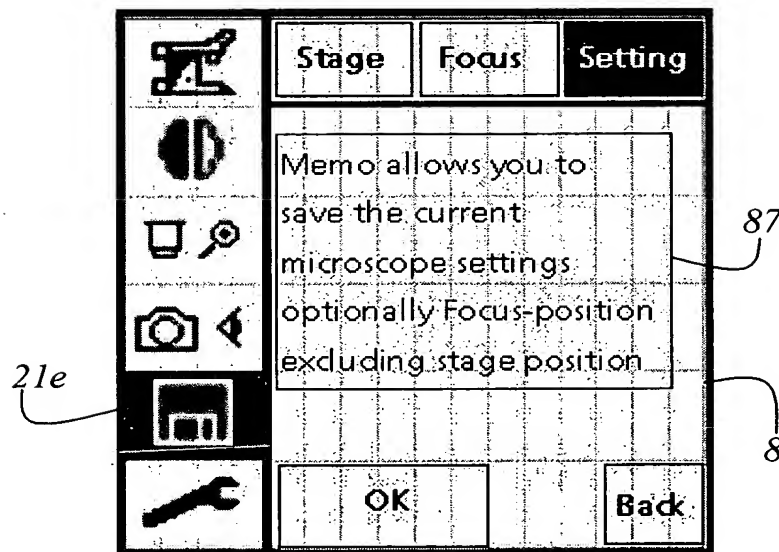 Stage Focus Setting
Memo allows you to
save the current
microscope settings
optionally Focus-position
excluding stage position
87
21e
8
OK Back